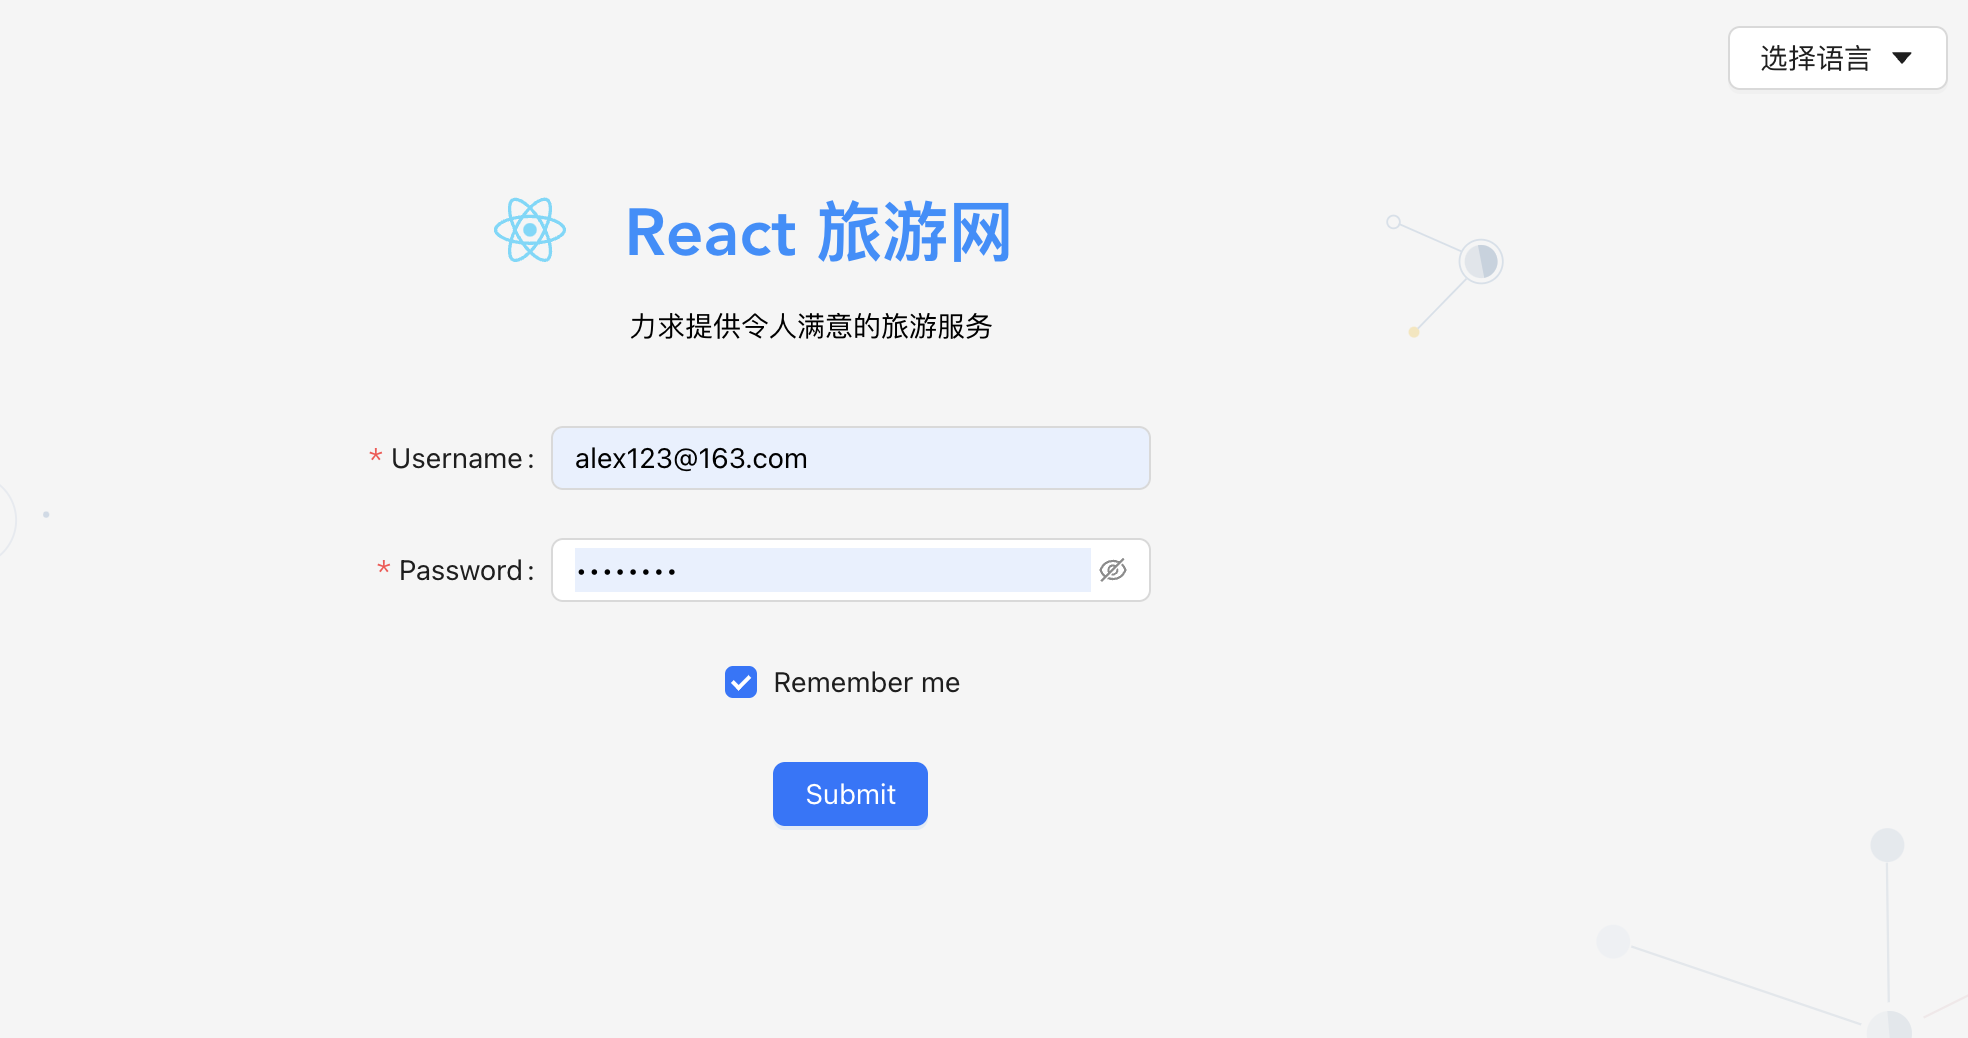 选择语言
React 旅游网
力求提供令人满意的旅游服务
* Username:
alex123@163.com
* Password:
••••••••
Remember me
Submit